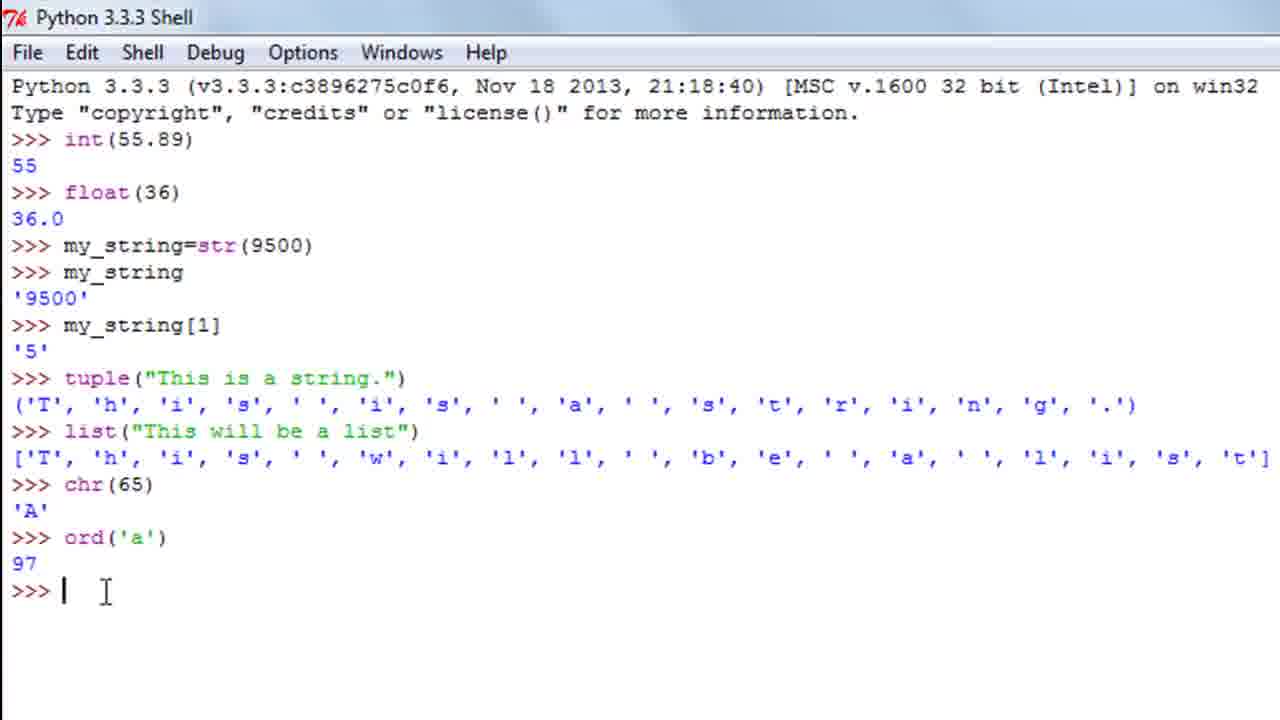 Python 3.3.3 Shell
File Edit Shell Debug Options Windows Help
Python 3.3.3 (v3.3.3:c3896275c0f6, Nov 18 2013, 21:18:40) [MSC v.1600 32 bit (Intel)] on win32
Type "copyright", "credits" or "license()" for more information.
>>> int(55.89)
55
>>> float(36)
36.0
>>> my_string=str(9500)
>>> my_string
'9500'
>>> my_string[1]
'5'
>>> tuple("This is a string.")
('T', 'h', 'i', 's', ' ', 'i', 's', ' ', 'a', ' ', 's', 't', 'r', 'i', 'n', 'g', '.')
>>> list("This will be a list")
['T', 'h', 'i', 's', ' ', 'w', 'i', 'l', 'l', ' ', 'b', 'e', ' ', 'a', ' ', 'l', 'i', 's', 't']
>>> chr(65)
'A'
>>> ord('a')
97
>>>